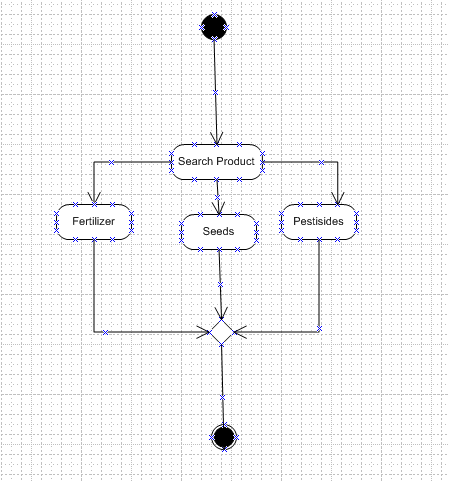 Search Product
Fertilizer
Seeds
Pestisides